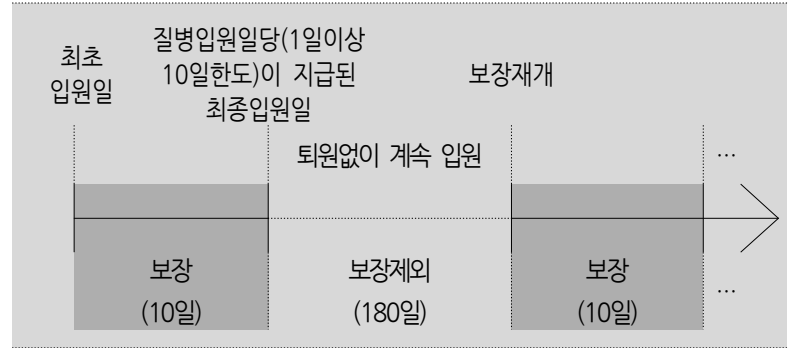 최초
입원일
질병입원일당(1일이상
10일한도)이 지급된
최종입원일
보장재개
퇴원없이 계속 입원
...
보장
(10일)
보장제외
(180일)
보장
(10일)
...